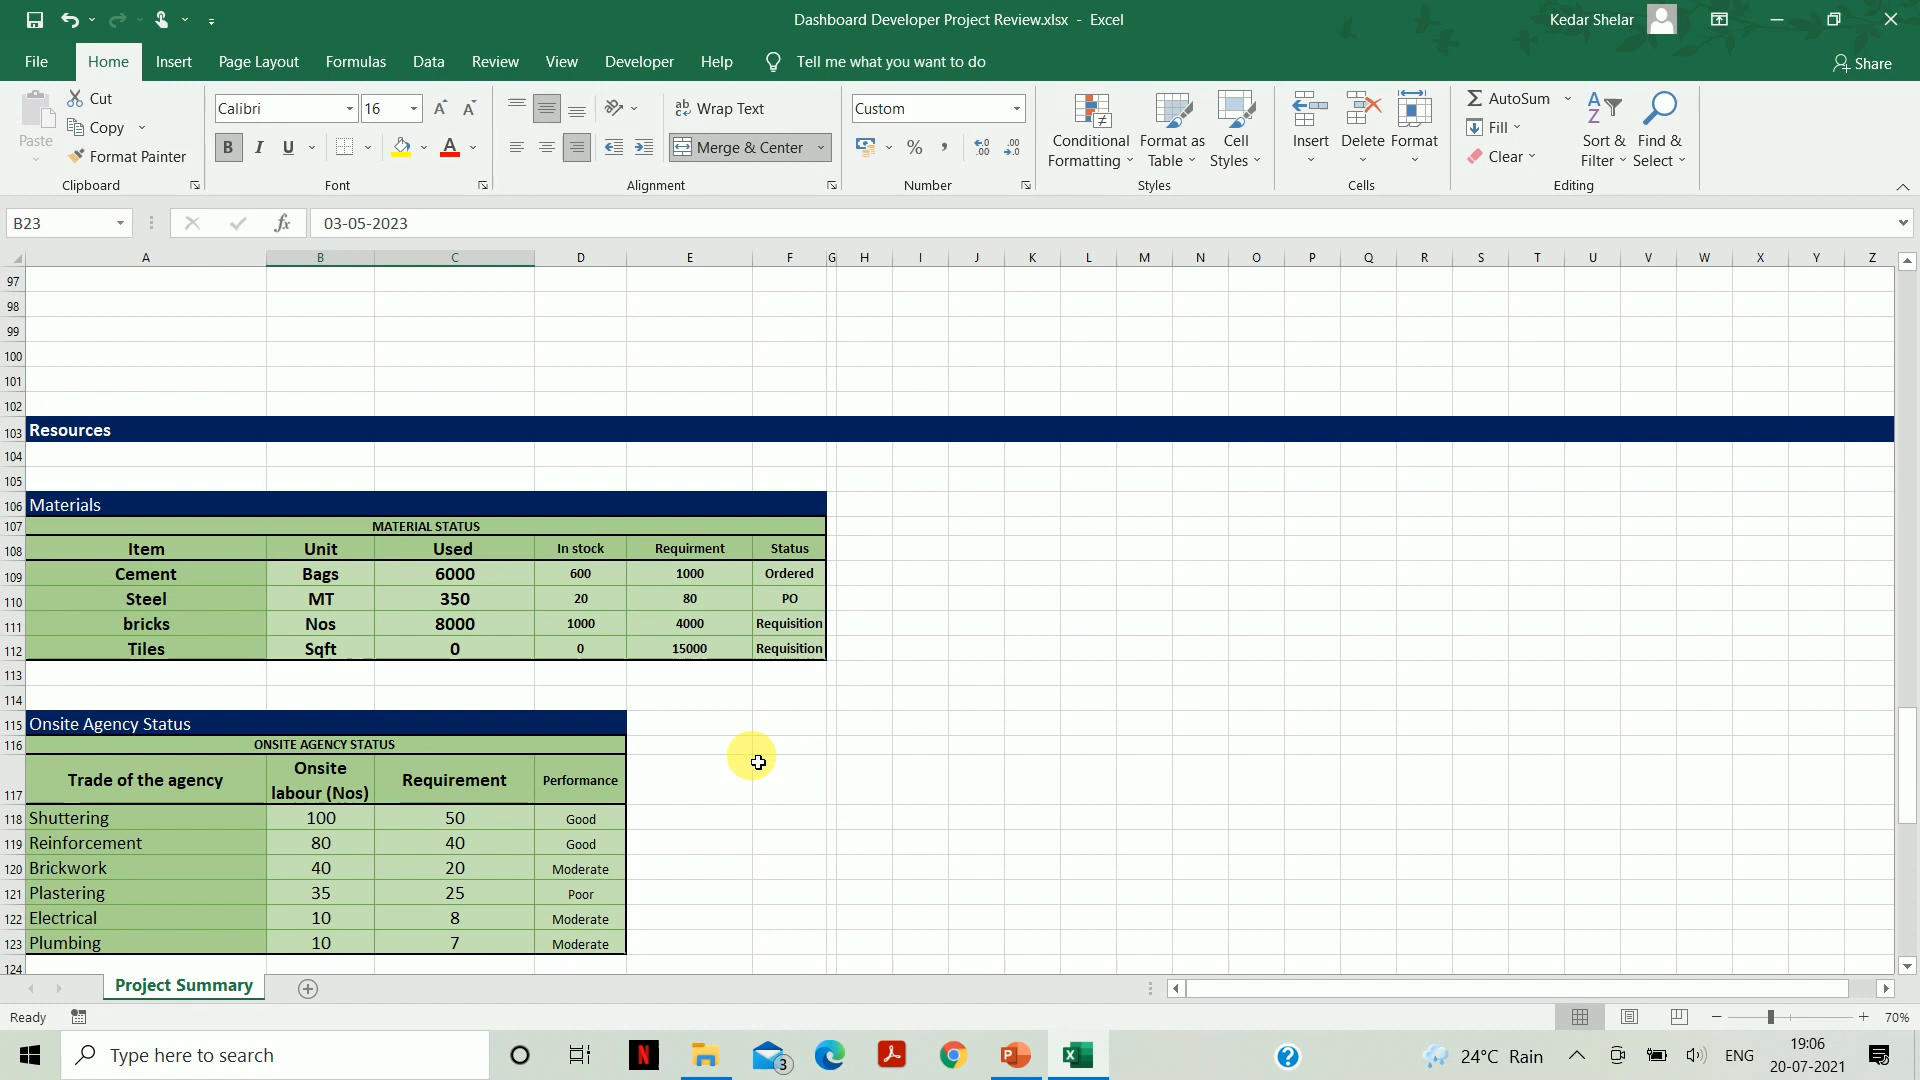 Dashboard Developer Project Review.xlsx - Excel
Kedar Shelar
File Home Insert Page Layout Formulas Data Review View Developer Help Tell me what you want to do
Share
Paste
Cut
Copy
Format Painter
Clipboard
Calibri 16
B I U
Font
Wrap Text
Merge & Center
Alignment
Custom
Number
Conditional Formatting
Format as Table
Cell Styles
Styles
Insert Delete Format
Cells
AutoSum
Fill
Clear
Sort & Filter
Find & Select
Editing
B23 fx 03-05-2023
A B C D E F G H I J K L M N O P Q R S T U V W X Y Z
97
98
99
100
101
102
103 Resources
104
105
106 Materials
107 MATERIAL STATUS
108 Item Unit Used In stock Requirment Status
109 Cement Bags 6000 600 1000 Ordered
110 Steel MT 350 20 80 PO
111 bricks Nos 8000 1000 4000 Requisition
112 Tiles Sqft 0 0 15000 Requisition
113
114
115 Onsite Agency Status
116 ONSITE AGENCY STATUS
117 Trade of the agency Onsite labour (Nos) Requirement Performance
118 Shuttering 100 50 Good
119 Reinforcement 80 40 Good
120 Brickwork 40 20 Moderate
121 Plastering 35 25 Poor
122 Electrical 10 8 Moderate
123 Plumbing 10 7 Moderate
124
Project Summary
Ready
70%
Type here to search
3
24°C Rain
ENG
19:06
20-07-2021